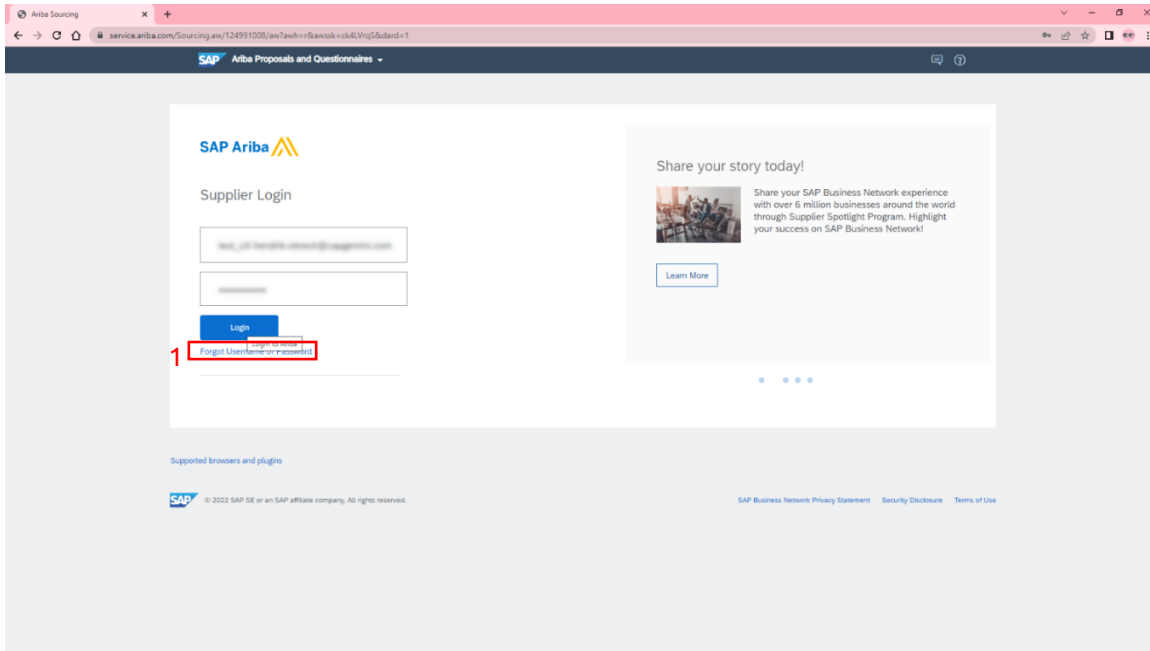 Ariba Sourcing
service.ariba.com/Sourcing.aw/124991008/aw?awh=r&awssk=ck4LVrqS&dard=1
SAP Ariba Proposals and Questionnaires
SAP Ariba
Supplier Login
Login
Login to Ariba
1
Forgot Username or Password
Share your story today!
Share your SAP Business Network experience
with over 6 million businesses around the world
through Supplier Spotlight Program. Highlight
your success on SAP Business Network!
Learn More
Supported browsers and plugins
SAP © 2022 SAP SE or an SAP affiliate company. All rights reserved.
SAP Business Network Privacy Statement Security Disclosure Terms of Use